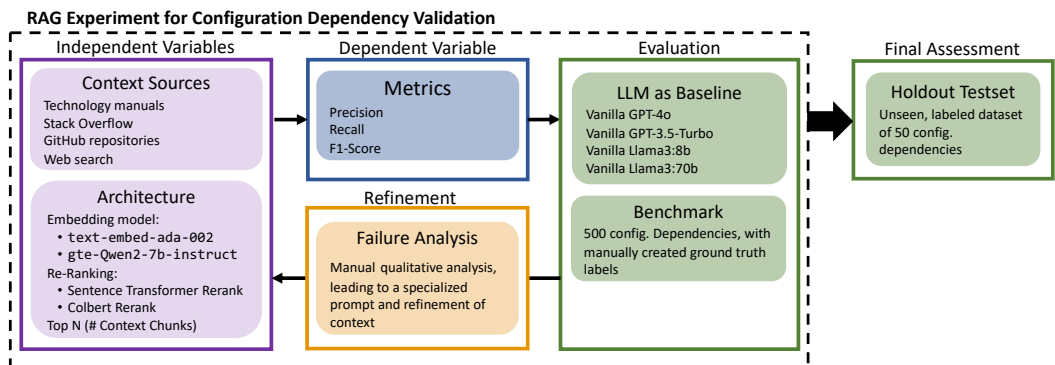 RAG Experiment for Configuration Dependency Validation
Independent Variables
Context Sources
Technology manuals
Stack Overflow
GitHub repositories
Web search
Architecture
Embedding model:
• text-embed-ada-002
• gte-Qwen2-7b-instruct
Re-Ranking:
• Sentence Transformer Rerank
• Colbert Rerank
Top N (# Context Chunks)
Dependent Variable
Metrics
Precision
Recall
F1-Score
Refinement
Failure Analysis
Manual qualitative analysis,
leading to a specialized
prompt and refinement of
context
Evaluation
LLM as Baseline
Vanilla GPT-4o
Vanilla GPT-3.5-Turbo
Vanilla Llama3:8b
Vanilla Llama3:70b
Benchmark
500 config. Dependencies, with
manually created ground truth
labels
Final Assessment
Holdout Testset
Unseen, labeled dataset
of 50 config.
dependencies